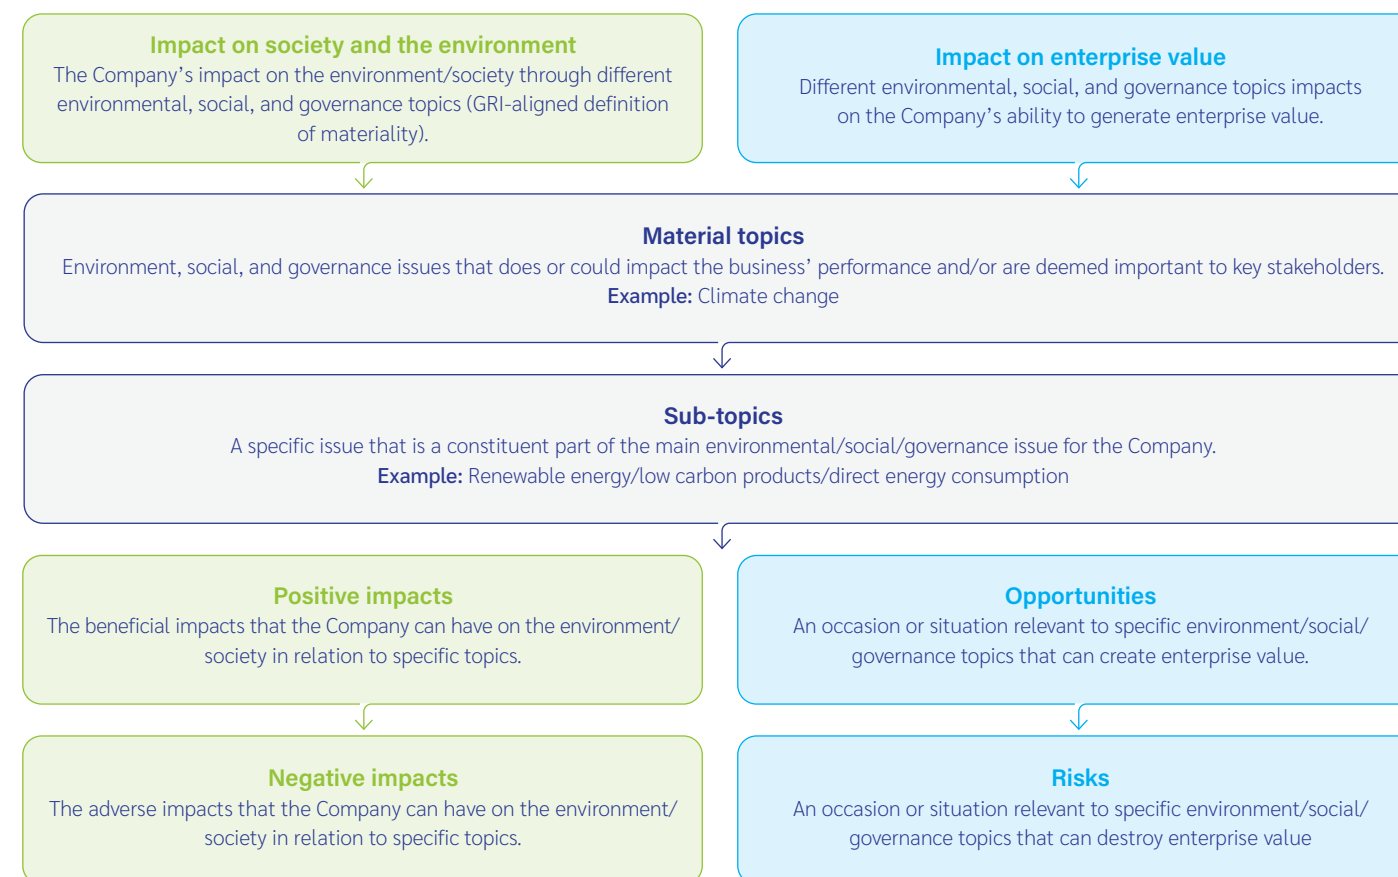 Impact on society and the environment
The Company's impact on the environment/society through different
environmental, social, and governance topics (GRI-aligned definition
of materiality).
Impact on enterprise value
Different environmental, social, and governance topics impacts
on the Company's ability to generate enterprise value.
Material topics
Environment, social, and governance issues that does or could impact the business' performance and/or are deemed important to key stakeholders.
Example: Climate change
Sub-topics
A specific issue that is a constituent part of the main environmental/social/governance issue for the Company.
Example: Renewable energy/low carbon products/direct energy consumption
Positive impacts
The beneficial impacts that the Company can have on the environment/
society in relation to specific topics.
Opportunities
An occasion or situation relevant to specific environment/social/
governance topics that can create enterprise value.
Negative impacts
The adverse impacts that the Company can have on the environment/
society in relation to specific topics.
Risks
An occasion or situation relevant to specific environment/social/
governance topics that can destroy enterprise value